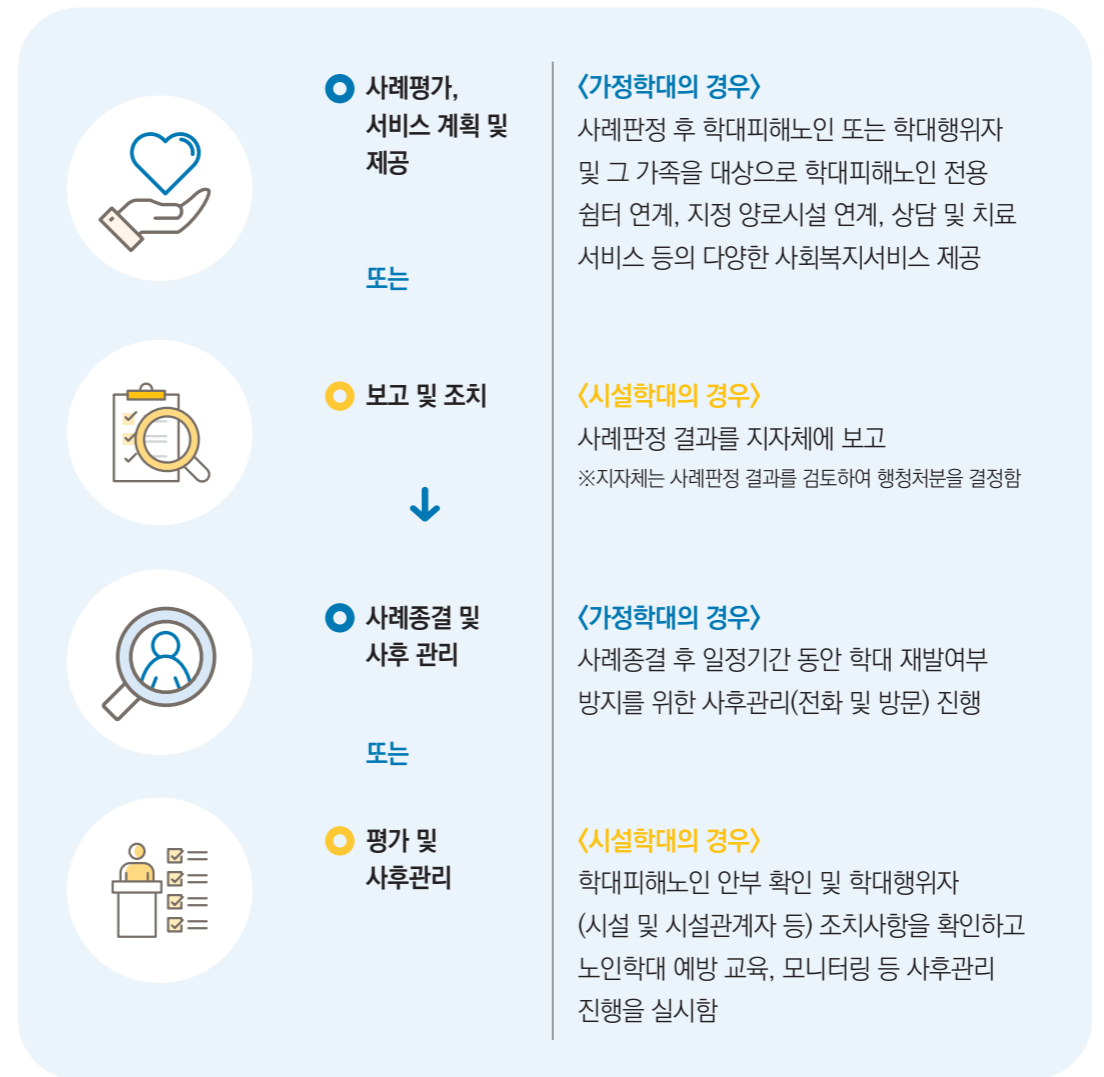 사례평가,
서비스 계획 및
제공
또는
<가정학대의 경우>
사례판정 후 학대피해노인 또는 학대행위자
및 그 가족을 대상으로 학대피해노인 전용
쉼터 연계, 지정 양로시설 연계, 상담 및 치료
서비스 등의 다양한 사회복지서비스 제공
보고 및 조치
<시설학대의 경우>
사례판정 결과를 지자체에 보고
※지자체는 사례판정 결과를 검토하여 행청처분을 결정함
사례종결 및
사후 관리
또는
<가정학대의 경우>
사례종결 후 일정기간 동안 학대 재발여부
방지를 위한 사후관리(전화 및 방문) 진행
평가 및
사후관리
<시설학대의 경우>
학대피해노인 안부 확인 및 학대행위자
(시설 및 시설관계자 등) 조치사항을 확인하고
노인학대 예방 교육, 모니터링 등 사후관리
진행을 실시함